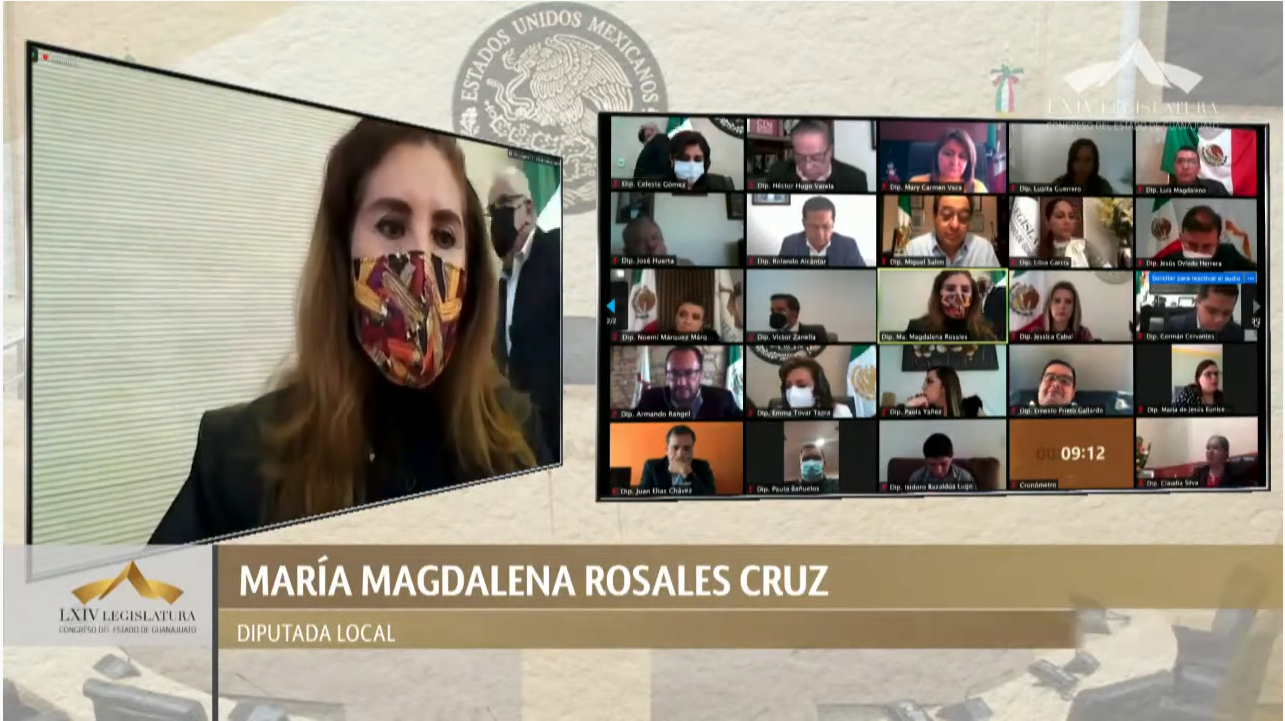 ESTADOS UNIDOS MEXICANOS
LXIV LEGISLATURA
CONGRESO DEL ESTADO DE GUANAJUATO
Dip. Celeste Gómez
Dip. Héctor Hugo Varela
Dip. Mary Carmen Vaca
Dip. Lupita Guerrero
Dip. Luis Magdaleno
Dip. José Huerta
Dip. Rolando Alcántar
Dip. Miguel Salim
Dip. Libia García
Dip. Jesús Oviedo Herrera
Solicitar para reactivar el audio ...
2/2
Dip. Noemí Márquez Márq...
Dip. Víctor Zanella
Dip. Ma. Magdalena Rosales
Dip. Jéssica Cabal
Dip. Germán Cervantes
Dip. Armando Rangel
Dip. Emma Tovar Tapia
Dip. Paola Yáñez
Dip. Ernesto Prieto Gallardo
Dip. María de Jesús Eunice...
Dip. Juan Elías Chávez
Dip. Paulo Bañuelos
Dip. Isidoro Bazaldúa Lugo
00 09:12
Cronómetro
Dip. Claudia Silva
MARÍA MAGDALENA ROSALES CRUZ
DIPUTADA LOCAL
LXIV LEGISLATURA
CONGRESO DEL ESTADO DE GUANAJUATO